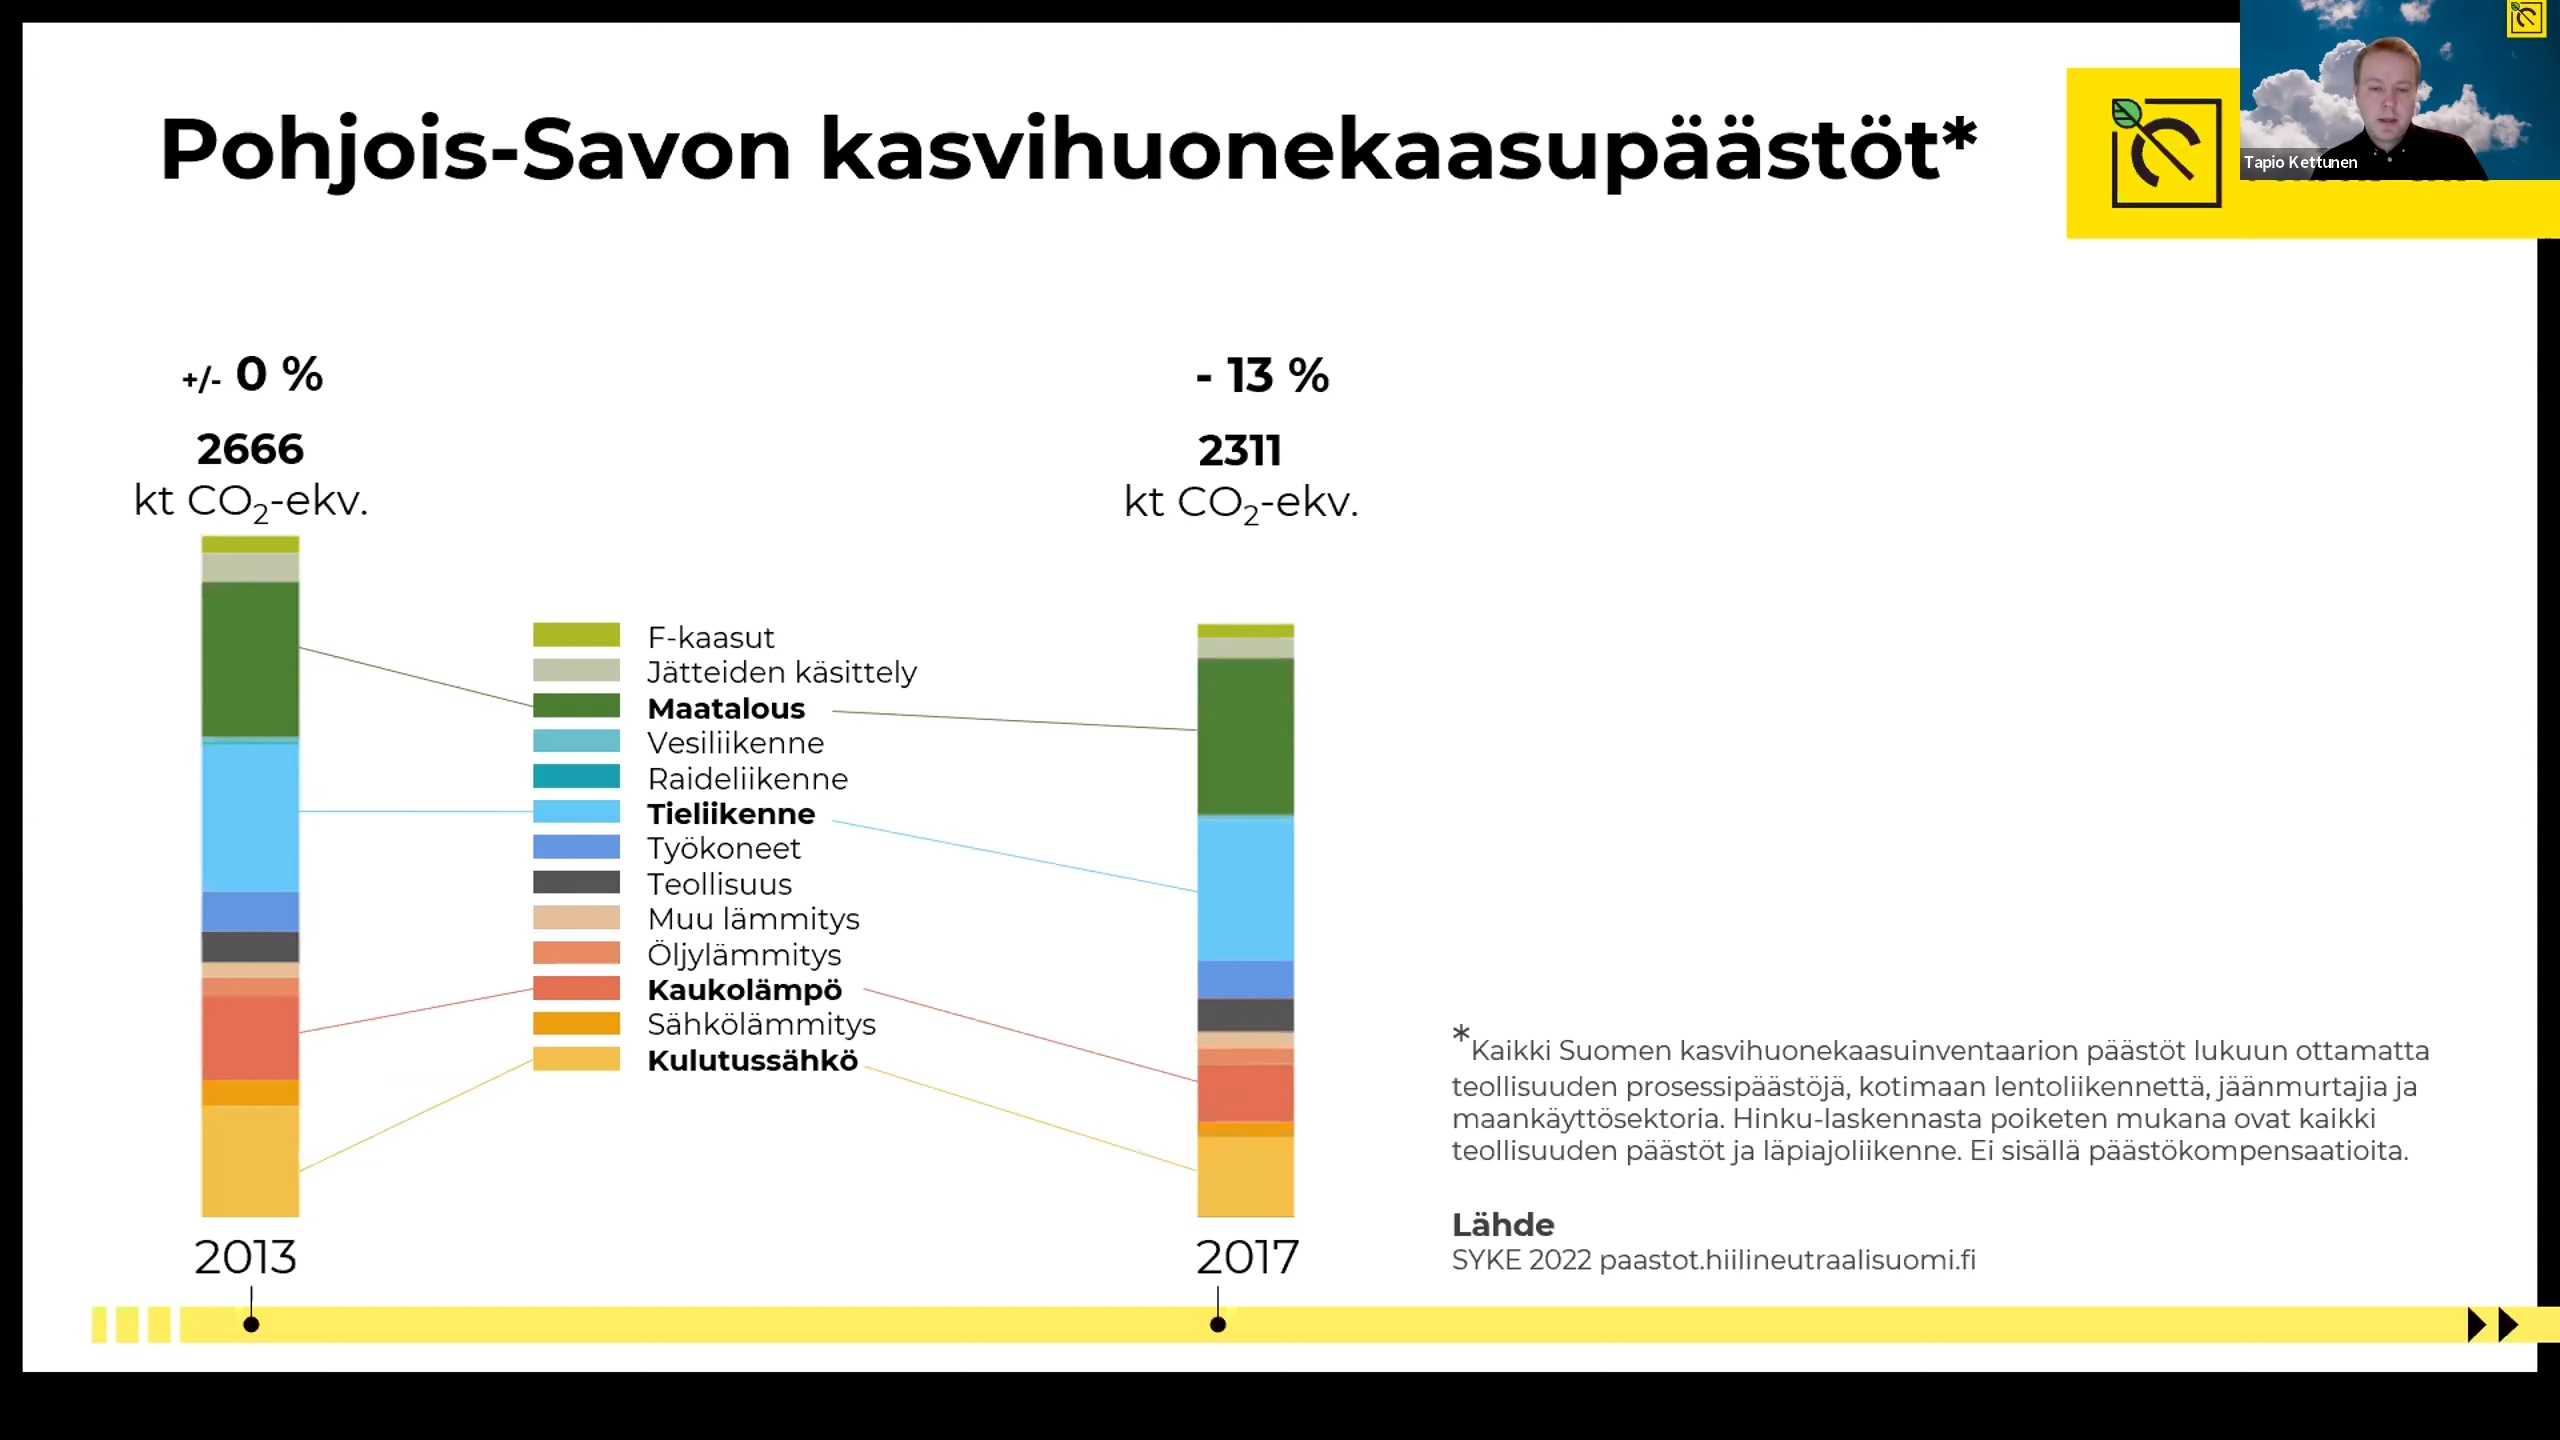 Pohjois-Savon kasvihuonekaasupäästöt*
Tapio Kettunen
+/- 0 %
2666
kt CO₂-ekv.
- 13 %
2311
kt CO₂-ekv.
F-kaasut
Jätteiden käsittely
Maatalous
Vesiliikenne
Raideliikenne
Tieliikenne
Työkoneet
Teollisuus
Muu lämmitys
Öljylämmitys
Kaukolämpö
Sähkölämmitys
Kulutussähkö
*Kaikki Suomen kasvihuonekaasuinventaarion päästöt lukuun ottamatta
teollisuuden prosessipäästöjä, kotimaan lentoliikennettä, jäänmurtajia ja
maankäyttösektoria. Hinku-laskennasta poiketen mukana ovat kaikki
teollisuuden päästöt ja läpiajoliikenne. Ei sisällä päästökompensaatioita.
Lähde
SYKE 2022 paastot.hiilineutraalisuomi.fi
2013
2017